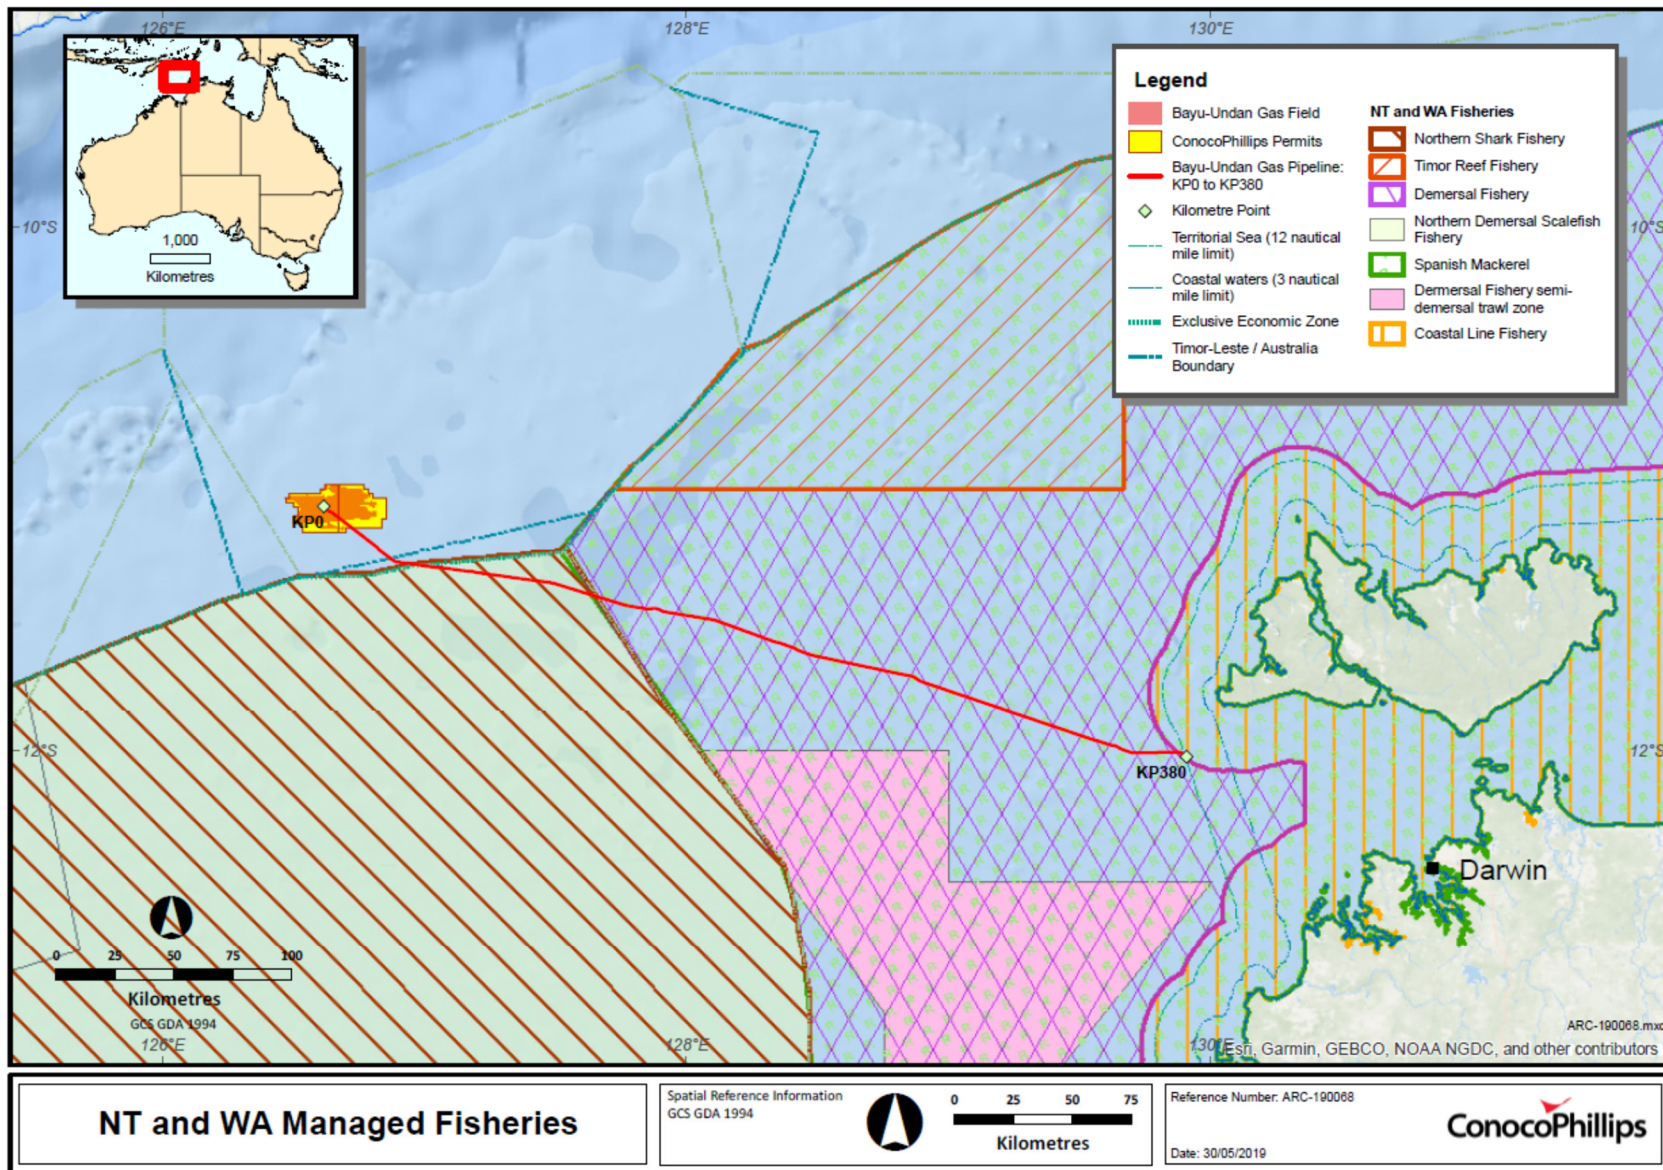 126°E
128°E
130°E
1,000
Kilometres
Legend
Bayu-Undan Gas Field
ConocoPhillips Permits
Bayu-Undan Gas Pipeline:
KP0 to KP380
Kilometre Point
Territorial Sea (12 nautical
mile limit)
Coastal waters (3 nautical
mile limit)
Exclusive Economic Zone
Timor-Leste / Australia
Boundary
NT and WA Fisheries
Northern Shark Fishery
Timor Reef Fishery
Demersal Fishery
Northern Demersal Scalefish
Fishery
Spanish Mackerel
Dermersal Fishery semi-
demersal trawl zone
Coastal Line Fishery
10°S
10°S
KP0
12°S
12°S
KP380
Darwin
0 25 50 75 100
Kilometres
GCS GDA 1994
126°E
128°E
130°E
ARC-190068.mxd
Esri, Garmin, GEBCO, NOAA NGDC, and other contributors
NT and WA Managed Fisheries
Spatial Reference Information
GCS GDA 1994
0 25 50 75
Kilometres
Reference Number: ARC-190068
Date: 30/05/2019
ConocoPhillips